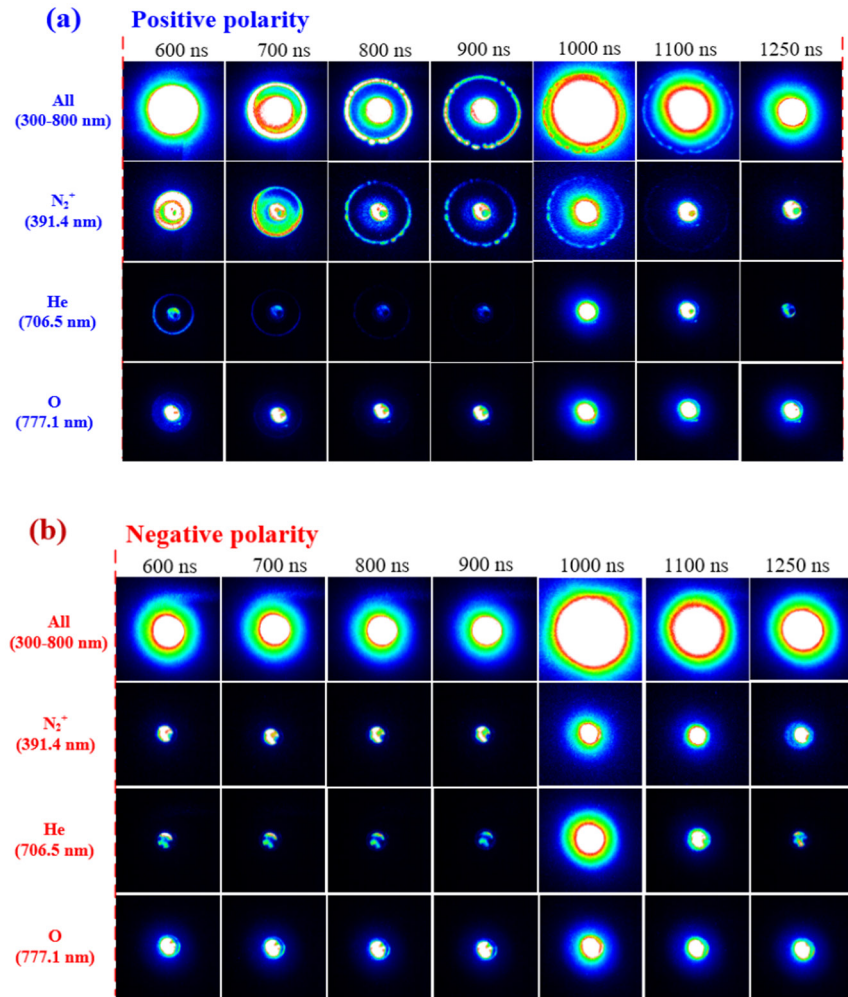 (a) Positive polarity
600 ns 700 ns 800 ns 900 ns 1000 ns 1100 ns 1250 ns
All
(300-800 nm)
N₂⁺
(391.4 nm)
He
(706.5 nm)
O
(777.1 nm)
(b) Negative polarity
600 ns 700 ns 800 ns 900 ns 1000 ns 1100 ns 1250 ns
All
(300-800 nm)
N₂⁺
(391.4 nm)
He
(706.5 nm)
O
(777.1 nm)